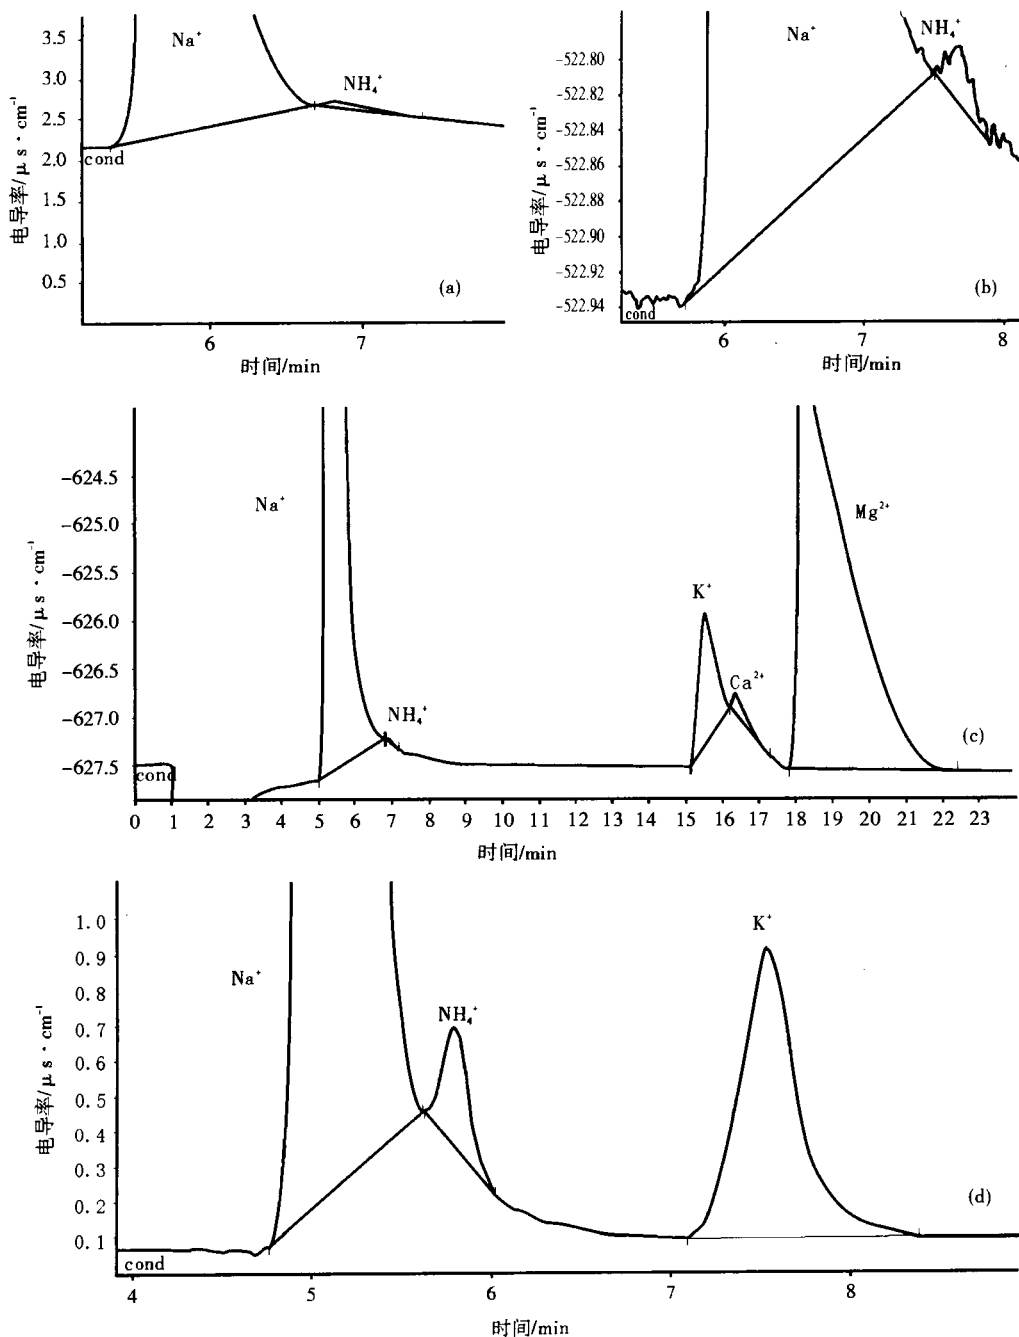 3.5
3.0
2.5
2.0
1.5
1.0
0.5
电导率/μs·cm⁻¹
Na⁺
NH₄⁺
cond
(a)
6
7
时间/min
-522.80
-522.82
-522.84
-522.86
-522.88
-522.90
-522.92
-522.94
电导率/μs·cm⁻¹
Na⁺
NH₄⁺
cond
(b)
6
7
8
时间/min
-624.5
-625.0
-625.5
-626.0
-626.5
-627.0
-627.5
电导率/μs·cm⁻¹
Na⁺
NH₄⁺
K⁺
Ca²⁺
Mg²⁺
cond
(c)
0 1 2 3 4 5 6 7 8 9 10 11 12 13 14 15 16 17 18 19 20 21 22 23
时间/min
1.0
0.9
0.8
0.7
0.6
0.5
0.4
0.3
0.2
0.1
电导率/μs·cm⁻¹
Na⁺
NH₄⁺
K⁺
cond
(d)
4 5 6 7 8
时间/min